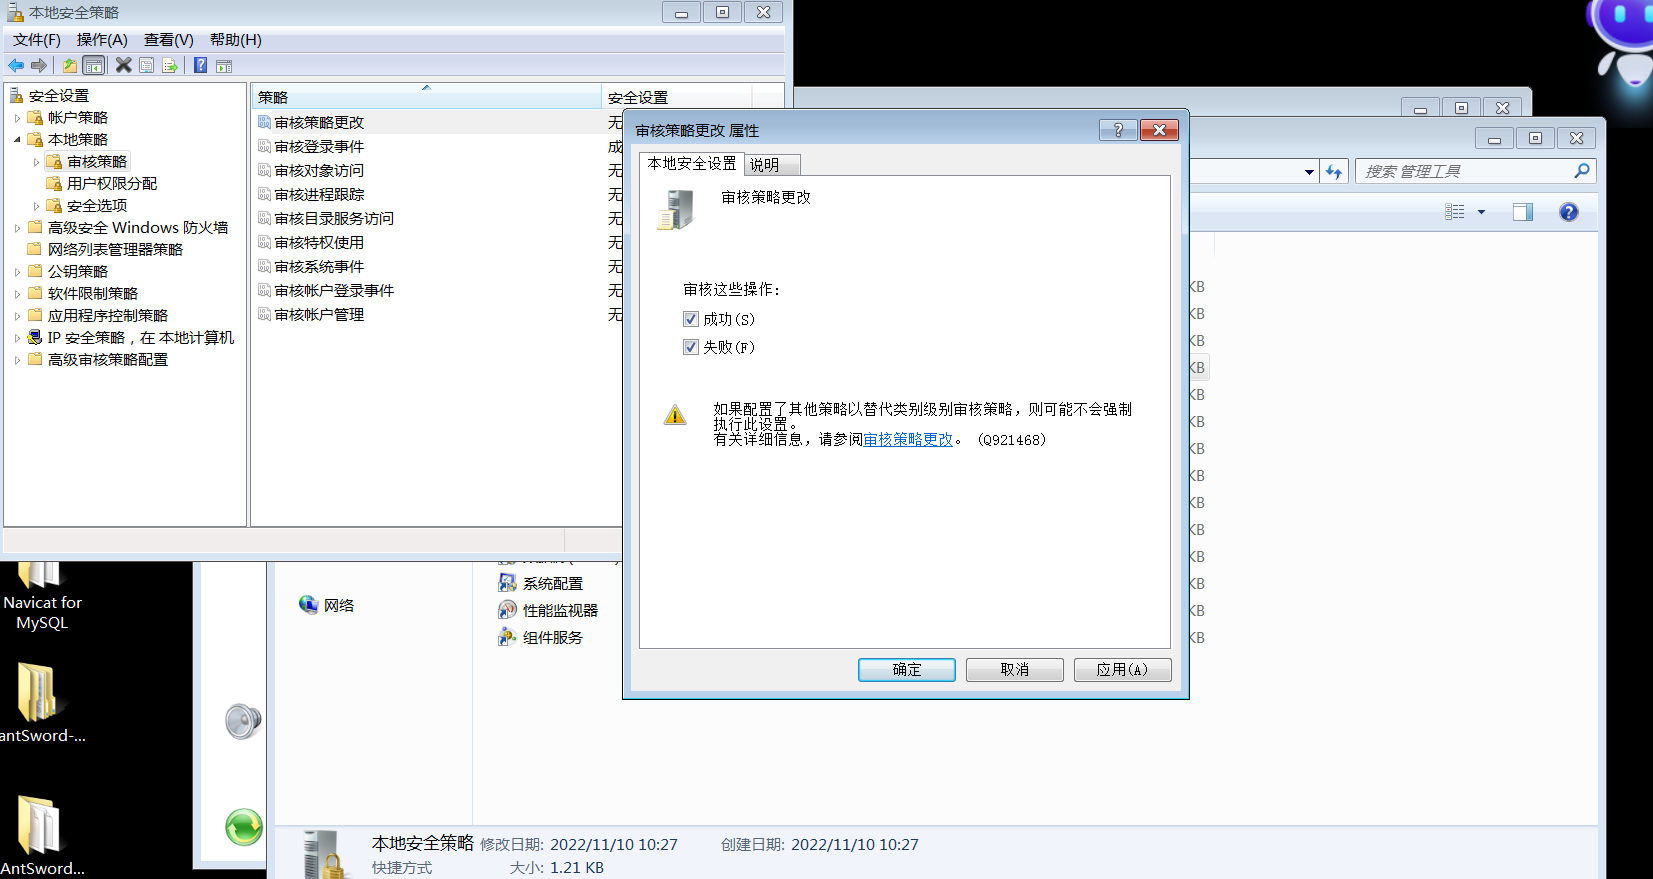 本地安全策略
文件(F) 操作(A) 查看(V) 帮助(H)
安全设置
帐户策略
本地策略
审核策略
用户权限分配
安全选项
高级安全 Windows 防火墙
网络列表管理器策略
公钥策略
软件限制策略
应用程序控制策略
IP 安全策略，在 本地计算机
高级审核策略配置
策略 安全设置
审核策略更改 无
审核登录事件 成
审核对象访问 无
审核进程跟踪 无
审核目录服务访问 无
审核特权使用 无
审核系统事件 无
审核帐户登录事件 无
审核帐户管理 无
审核策略更改 属性
本地安全设置 说明
审核策略更改
审核这些操作:
成功(S)
失败(F)
如果配置了其他策略以替代类别级别审核策略，则可能不会强制
执行此设置。
有关详细信息，请参阅审核策略更改。 (Q921468)
确定 取消 应用(A)
搜索 管理工具
KB
KB
KB
KB
KB
KB
KB
KB
KB
KB
KB
KB
KB
KB
网络
系统配置
性能监视器
组件服务
Navicat for
MySQL
antSword-...
AntSword...
本地安全策略 修改日期: 2022/11/10 10:27 创建日期: 2022/11/10 10:27
快捷方式 大小: 1.21 KB